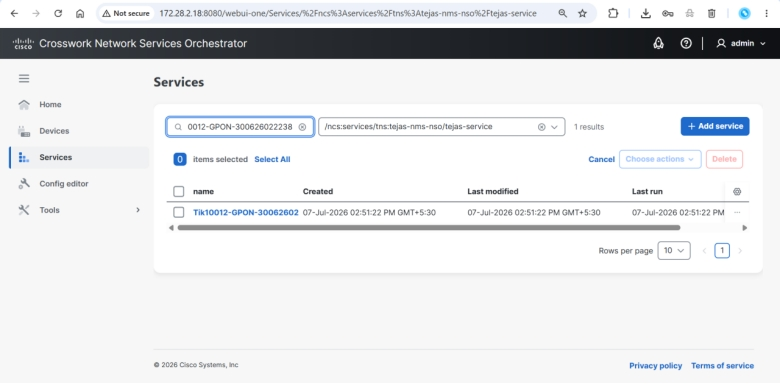 Not secure 172.28.2.18:8080/webui-one/Services/%2Fncs%3Aservices%2Ftns%3Atejas-nms-nso%2Ftejas-service
CISCO Crosswork Network Services Orchestrator
admin
Home
Devices
Services
Config editor
Tools
Services
0012-GPON-300626022238 /ncs:services/tns:tejas-nms-nso/tejas-service 1 results + Add service
0 items selected Select All Cancel Choose actions Delete
name Created Last modified Last run
Tik10012-GPON-30062602 07-Jul-2026 02:51:22 PM GMT+5:30 07-Jul-2026 02:51:22 PM GMT+5:30 07-Jul-2026 02:51:22 PM ...
Rows per page 10 1
© 2026 Cisco Systems, Inc Privacy policy Terms of service